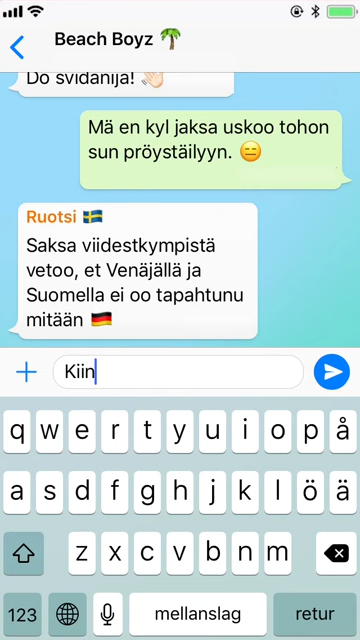 Beach Boyz 🌴
Do svidanija! 👋🏻
Mä en kyl jaksa uskoo tohon
sun pröystäilyyn. 😑
Ruotsi 🇸🇪
Saksa viidestkympistä
vetoo, et Venäjällä ja
Suomella ei oo tapahtunu
mitään 🇩🇪
Kiin
q w e r t y u i o p å
a s d f g h j k l ö ä
z x c v b n m
123 mellanslag retur